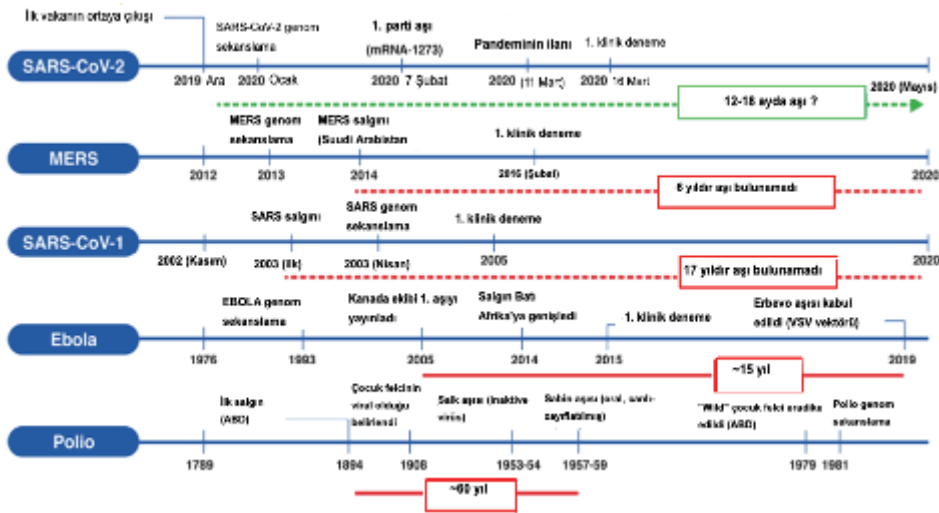 İlk vakanın ortaya çıkışı
SARS-CoV-2 genom
sekanslama
1. parti aşı
(mRNA-1273)
Pandeminin ilanı
1. klinik deneme
SARS-CoV-2
2019 Ara
2020 Ocak
2020 7 Şubat
2020 (11 Mart)
2020 16 Mart
2020 (Mayıs)
12-18 ayda aşı ?
MERS genom
sekanslama
MERS salgını
(Suudi Arabistan
1. klinik deneme
MERS
2012
2013
2014
2016 (Şubat)
2020
6 yıldır aşı bulunamadı
SARS salgını
SARS genom
sekanslama
1. klinik deneme
SARS-CoV-1
2002 (Kasım)
2003 (Ilk)
2003 (Nisan)
2005
2020
17 yıldır aşı bulunamadı
EBOLA genom
sekanslama
Kanada ekibi 1. aşıyı
yayınladı
Salgın Batı
Afrika'ya genişledi
1. klinik deneme
Erbevo aşısı kabul
edildi (VSV vektörü)
Ebola
1976
1993
2005
2014
2015
2019
~15 yıl
İlk salgın
(ABD)
Çocuk felcinin
viral olduğu
belirlendi
Salk aşısı (inaktive
virüs)
Sabin aşısı (oral, canlı-
zayıflatılmış)
"Wild" çocuk felci eradike
edildi (ABD)
Polio genom
sekanslama
Polio
1789
1894
1908
1953-54
1957-59
1979
1981
~60 yıl